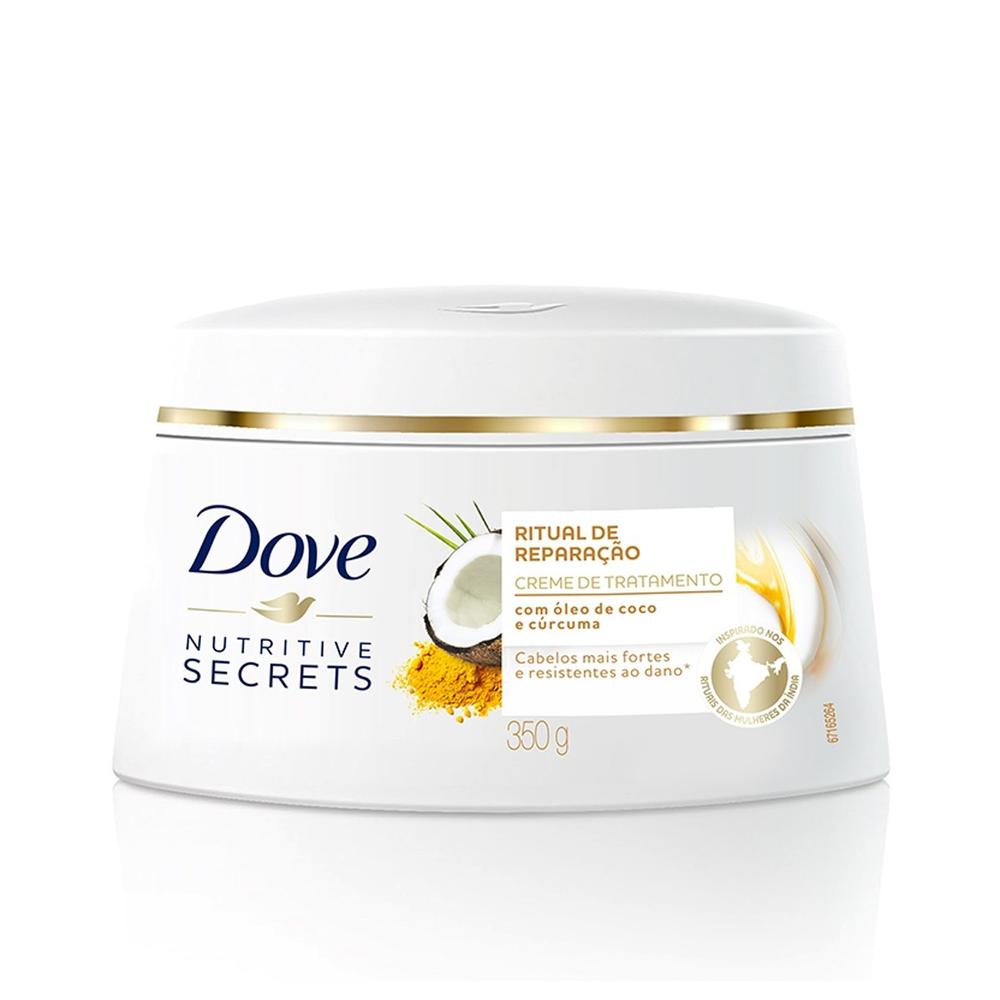 Dove
NUTRITIVE
SECRETS
RITUAL DE
REPARAÇÃO
CREME DE TRATAMENTO
com óleo de coco
e cúrcuma
Cabelos mais fortes
e resistentes ao dano*
350 g
INSPIRADO NOS
RITUAIS DAS MULHERES DA ÍNDIA
67165264